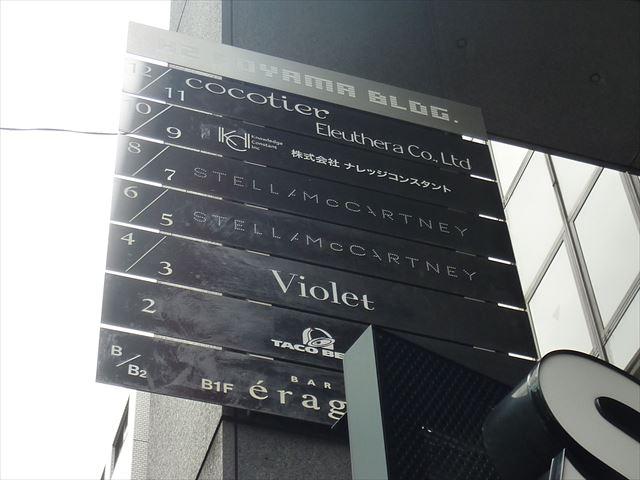 AOYAMA BLDG.
12/11 cocotier
Eleuthera Co., Ltd
10/9 Kc Knowledge Constant Inc 株式会社 ナレッジコンスタント
8/7 STELLA McCARTNEY
6/5 STELLA McCARTNEY
4/3 Violet
2 TACO BE
B/B2 B1F BAR
érag